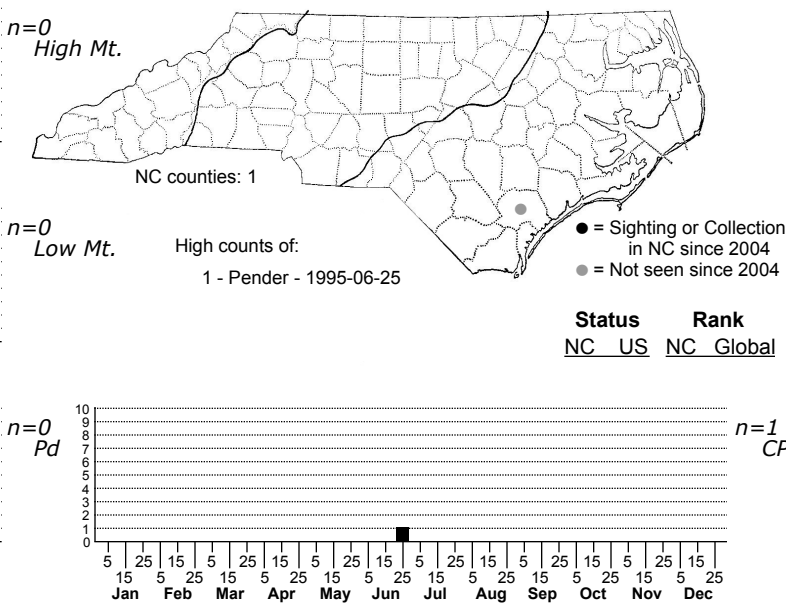 n=0
High Mt.
NC counties: 1
n=0
Low Mt.
High counts of:
1 - Pender - 1995-06-25
= Sighting or Collection
in NC since 2004
= Not seen since 2004
Status Rank
NC US NC Global
n=0
Pd
n=1
CP
10
9
8
7
6
5
4
3
2
1
0
5 25 15 5 25 15 5 25 15 5 25 15 5 25 15 5 25 15
15 5 25 15 5 25 15 5 25 15 5 25 15 5 25 15 5 25
Jan Feb Mar Apr May Jun Jul Aug Sep Oct Nov Dec